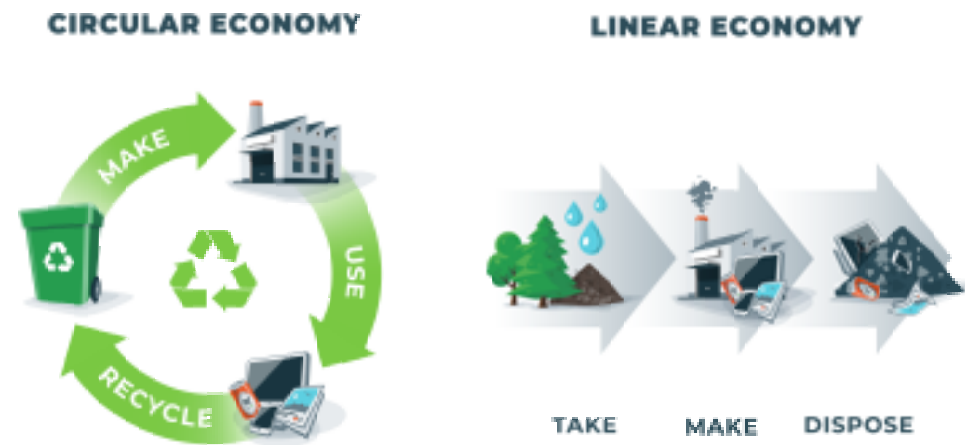 CIRCULAR ECONOMY
MAKE
USE
RECYCLE
LINEAR ECONOMY
TAKE
MAKE
DISPOSE